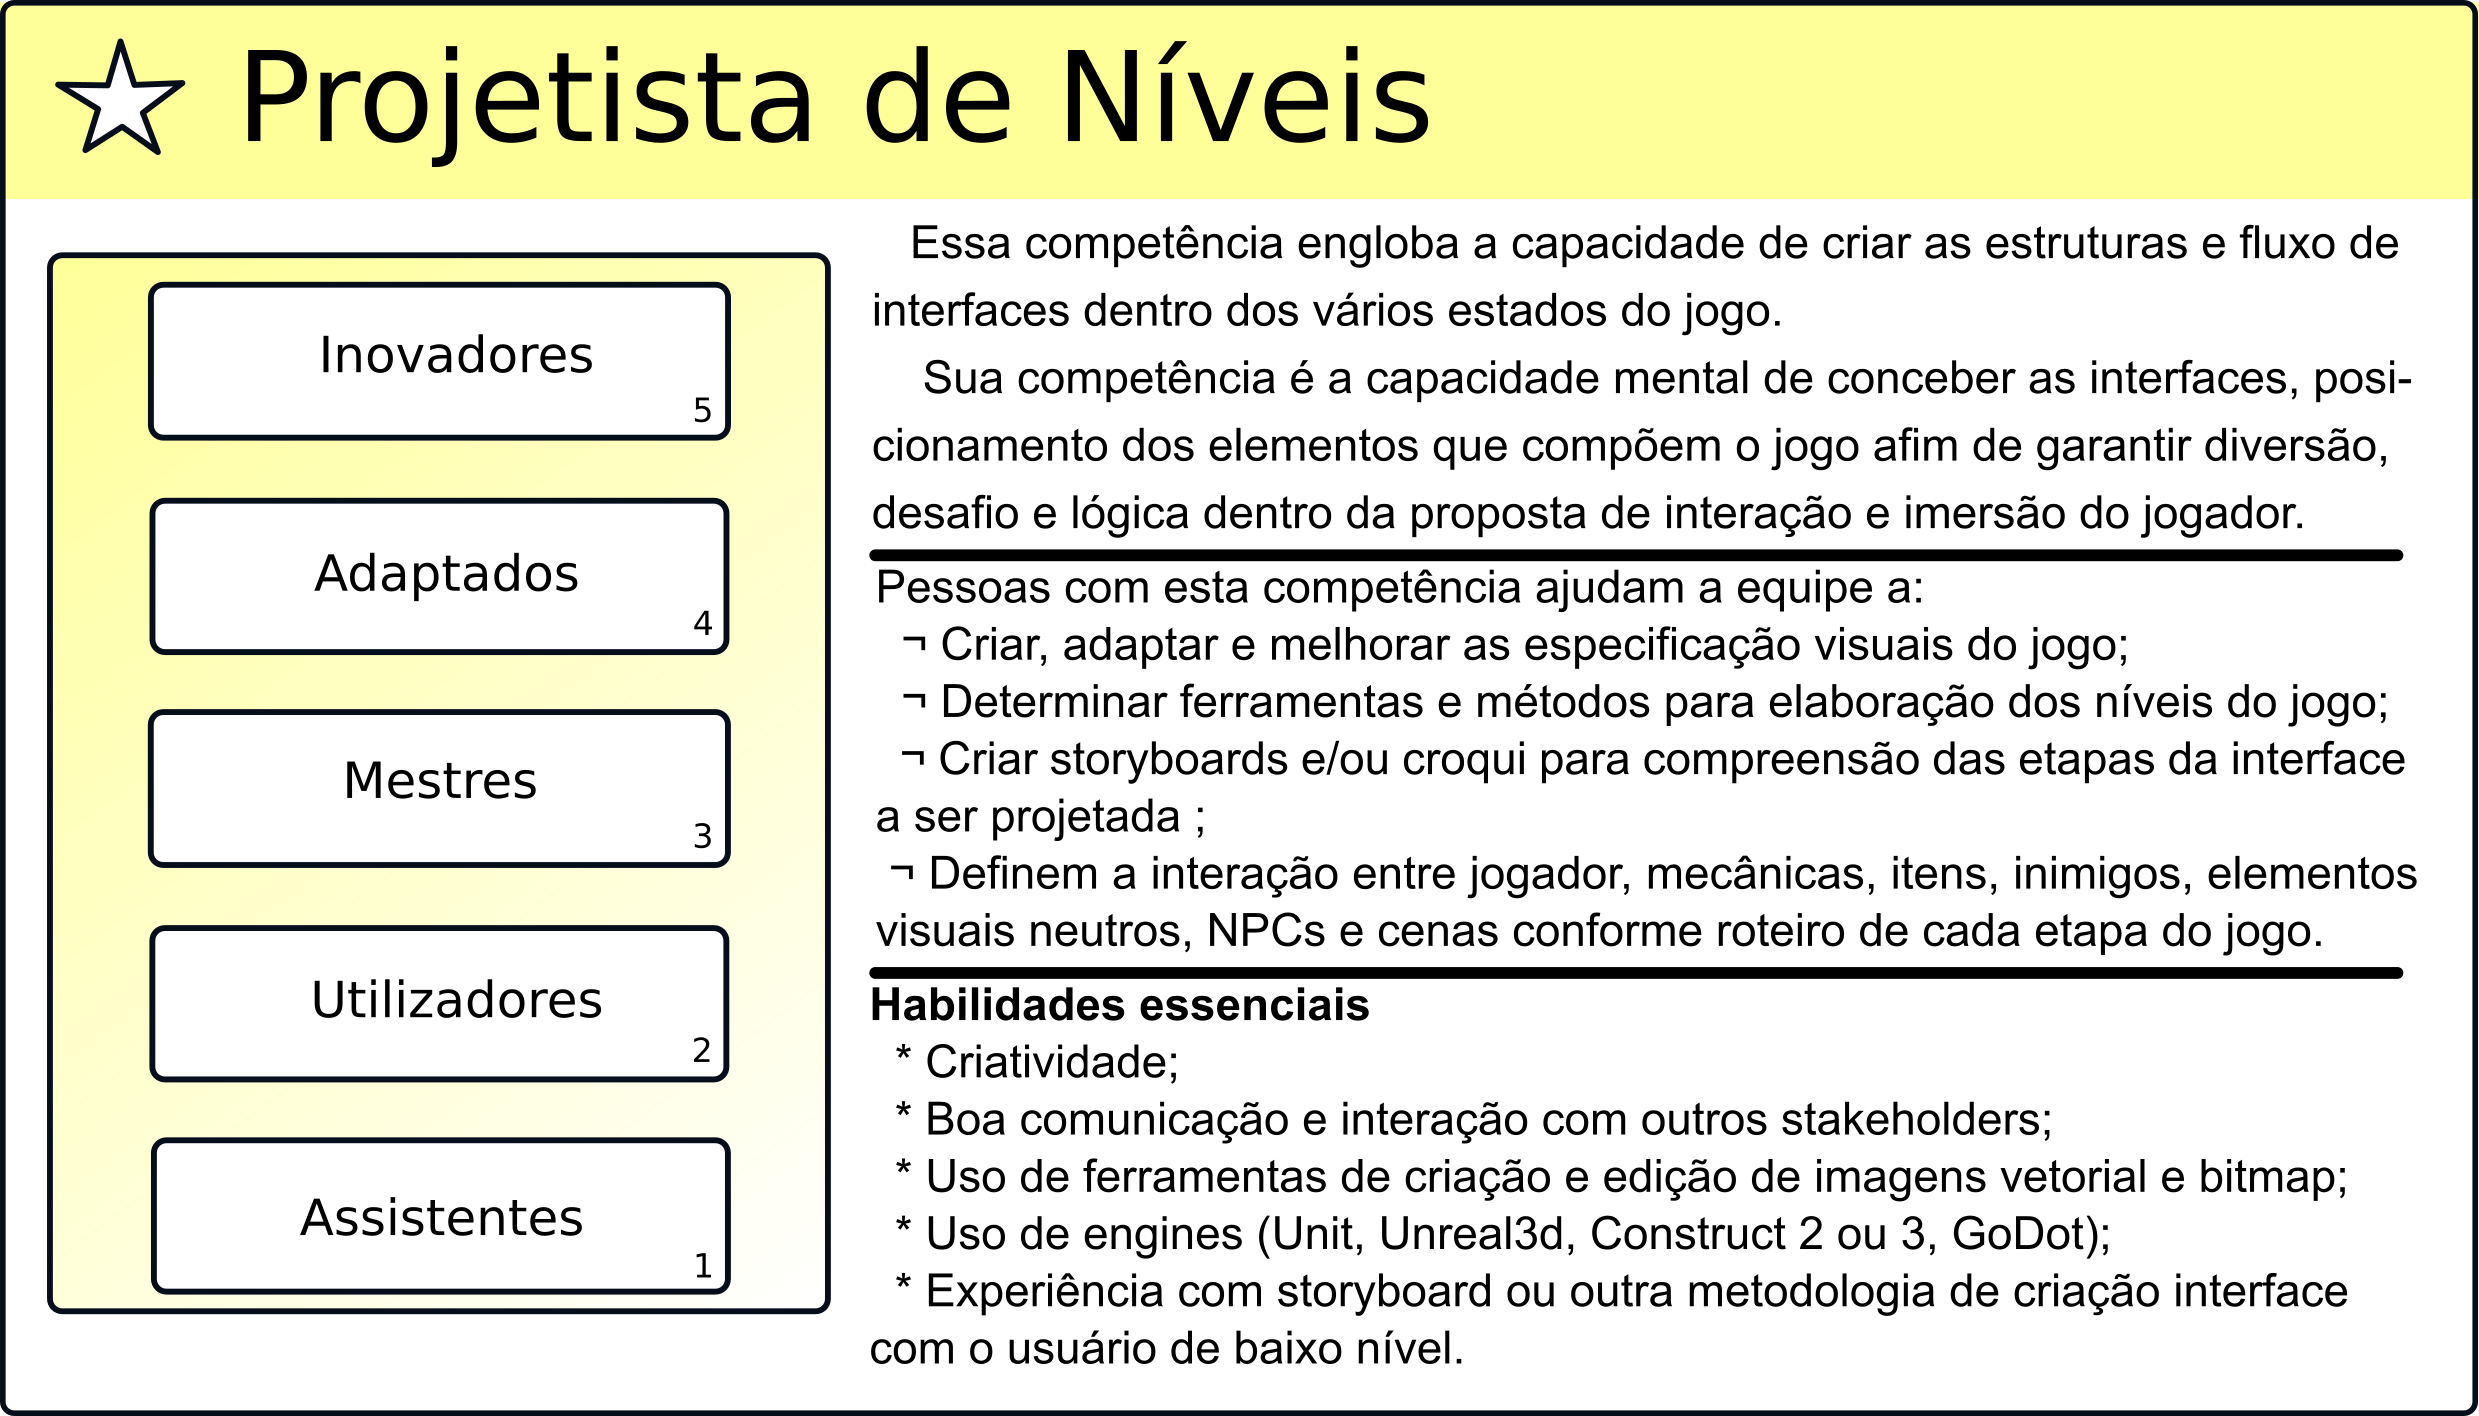 Projetista de Níveis
Inovadores
5
Adaptados
4
Mestres
3
Utilizadores
2
Assistentes
1
Essa competência engloba a capacidade de criar as estruturas e fluxo de
interfaces dentro dos vários estados do jogo.
Sua competência é a capacidade mental de conceber as interfaces, posi-
cionamento dos elementos que compõem o jogo afim de garantir diversão,
desafio e lógica dentro da proposta de interação e imersão do jogador.
Pessoas com esta competência ajudam a equipe a:
¬ Criar, adaptar e melhorar as especificação visuais do jogo;
¬ Determinar ferramentas e métodos para elaboração dos níveis do jogo;
¬ Criar storyboards e/ou croqui para compreensão das etapas da interface
a ser projetada ;
¬ Definem a interação entre jogador, mecânicas, itens, inimigos, elementos
visuais neutros, NPCs e cenas conforme roteiro de cada etapa do jogo.
Habilidades essenciais
* Criatividade;
* Boa comunicação e interação com outros stakeholders;
* Uso de ferramentas de criação e edição de imagens vetorial e bitmap;
* Uso de engines (Unit, Unreal3d, Construct 2 ou 3, GoDot);
* Experiência com storyboard ou outra metodologia de criação interface
com o usuário de baixo nível.